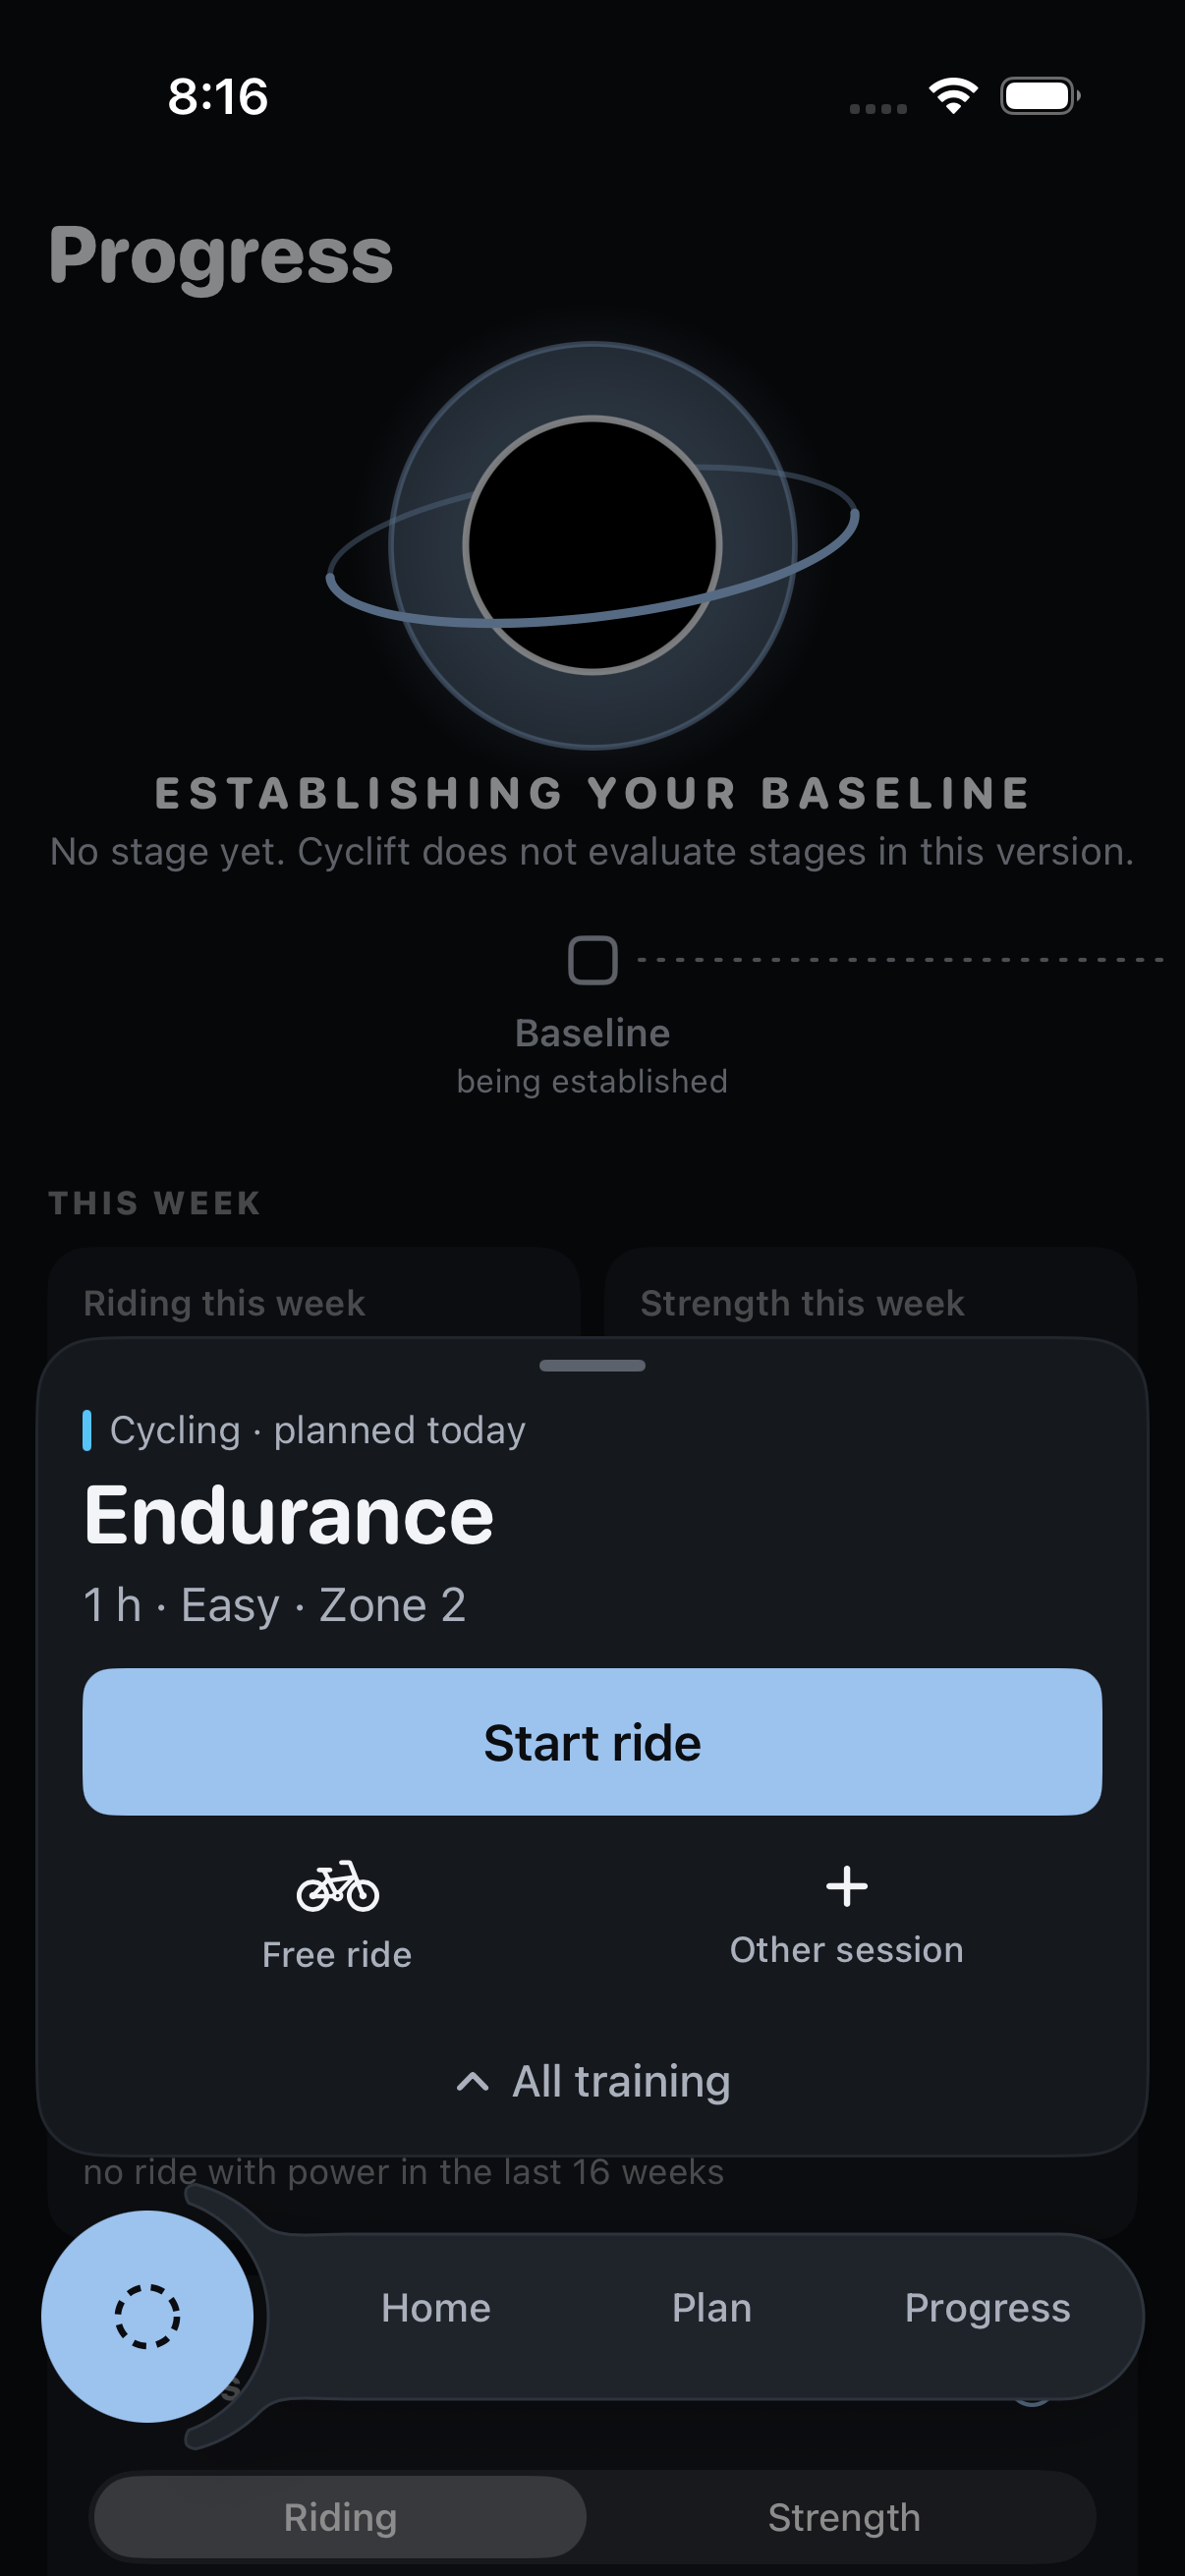 8:16
Progress
ESTABLISHING YOUR BASELINE
No stage yet. Cyclift does not evaluate stages in this version.
Baseline
being established
THIS WEEK
Riding this week
Strength this week
Cycling · planned today
Endurance
1 h · Easy · Zone 2
Start ride
Free ride
Other session
All training
no ride with power in the last 16 weeks
Home
Plan
Progress
Riding
Strength